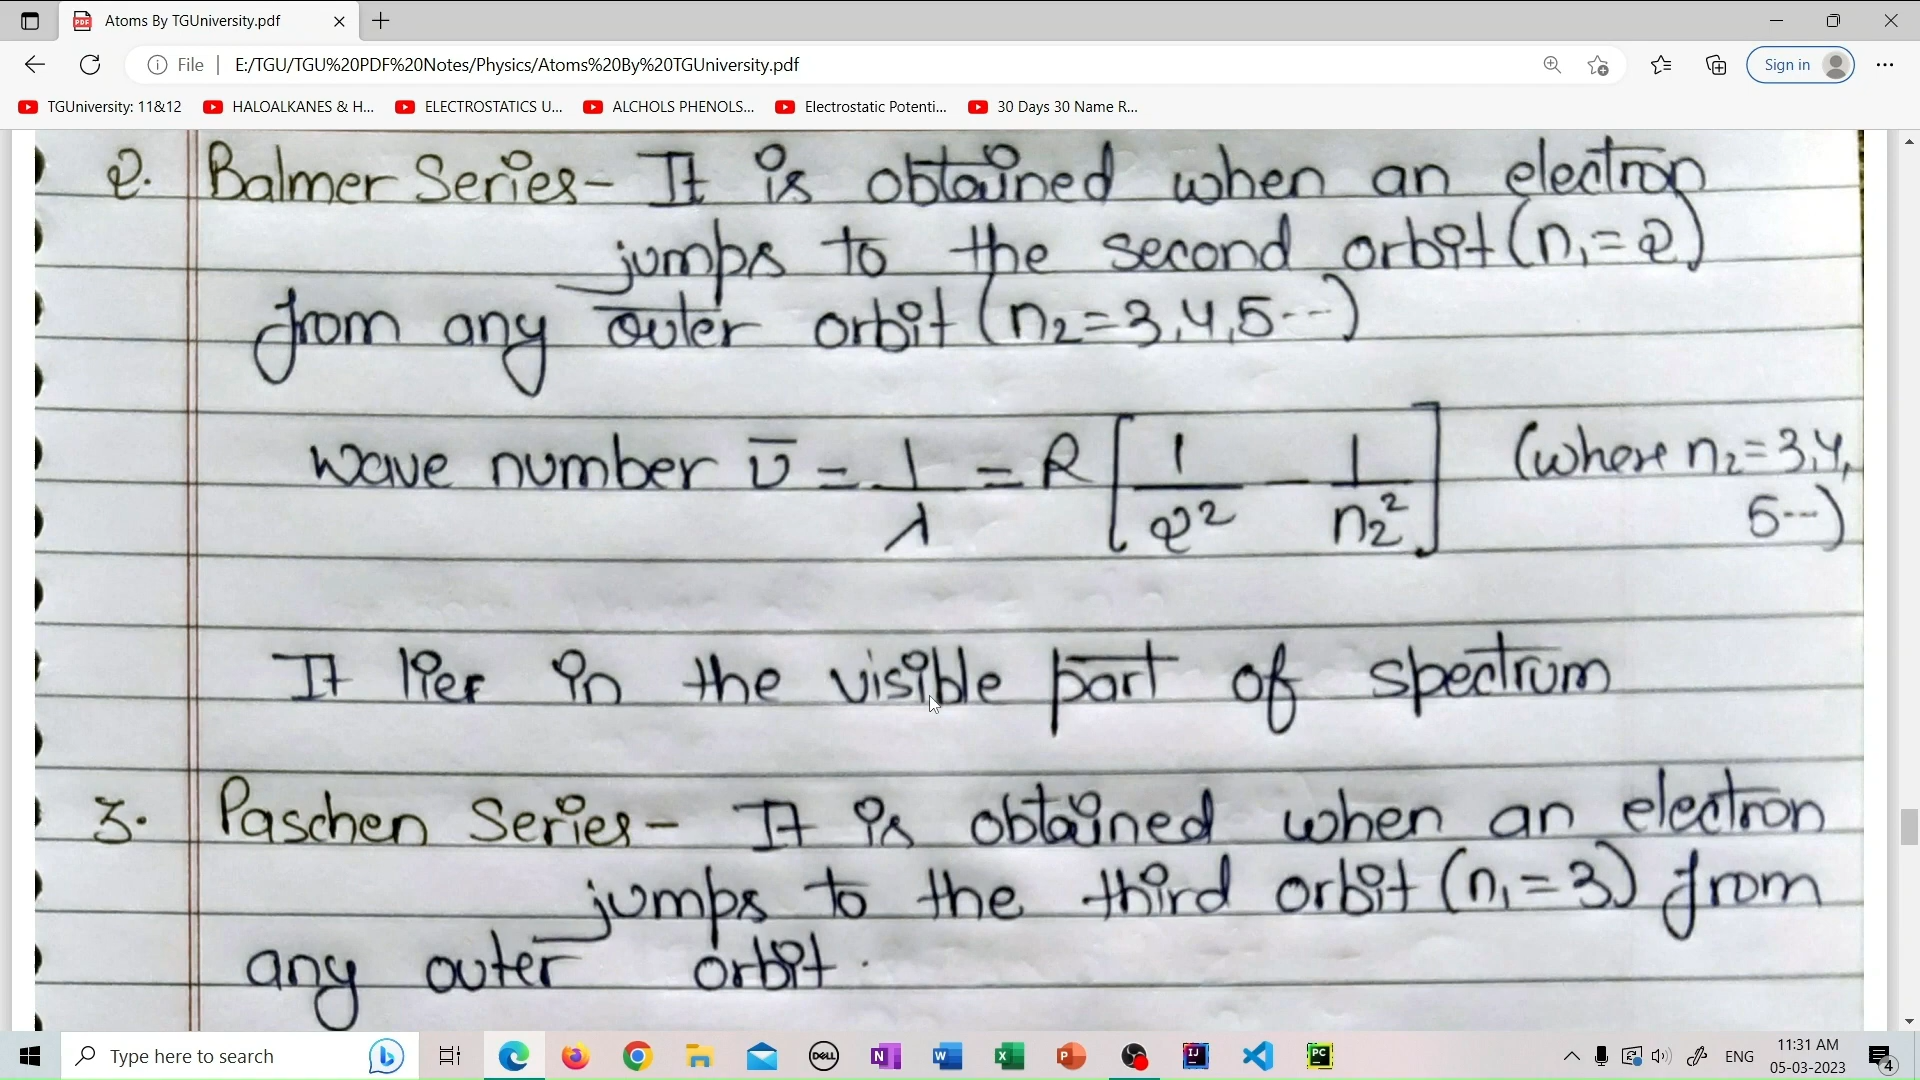 Atoms By TGUniversity.pdf
File E:/TGU/TGU%20PDF%20Notes/Physics/Atoms%20By%20TGUniversity.pdf Sign in
TGUniversity: 11&12 HALOALKANES & H... ELECTROSTATICS U... ALCHOLS PHENOLS... Electrostatic Potenti... 30 Days 30 Name R...
2. Balmer Series- It is obtained when an electron
jumps to the second orbit (n₁=2)
from any outer orbit (n₂=3,4,5---)
Wave number ν̅ = 1/λ = R [1/2² - 1/n₂²] (where n₂=3,4,
5---)
It lies in the visible part of spectrum
3. Paschen Series- It is obtained when an electron
jumps to the third orbit (n₁=3) from
any outer orbit.
Type here to search DELL N W X P IJ PC ENG 11:31 AM
05-03-2023 4